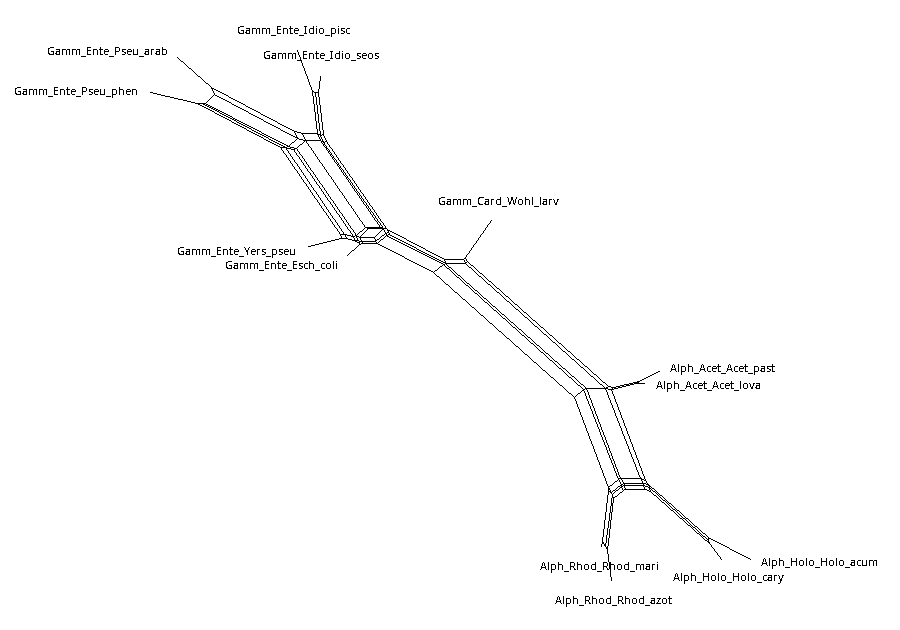 Gamm_Ente_Idio_pisc
Gamm_Ente_Pseu_arab
Gamm_Ente_Idio_seos
Gamm_Ente_Pseu_phen
Gamm_Card_Wohl_larv
Gamm_Ente_Yers_pseu
Gamm_Ente_Esch_coli
Alph_Acet_Acet_past
Alph_Acet_Acet_lova
Alph_Rhod_Rhod_mari
Alph_Holo_Holo_acum
Alph_Holo_Holo_cary
Alph_Rhod_Rhod_azot